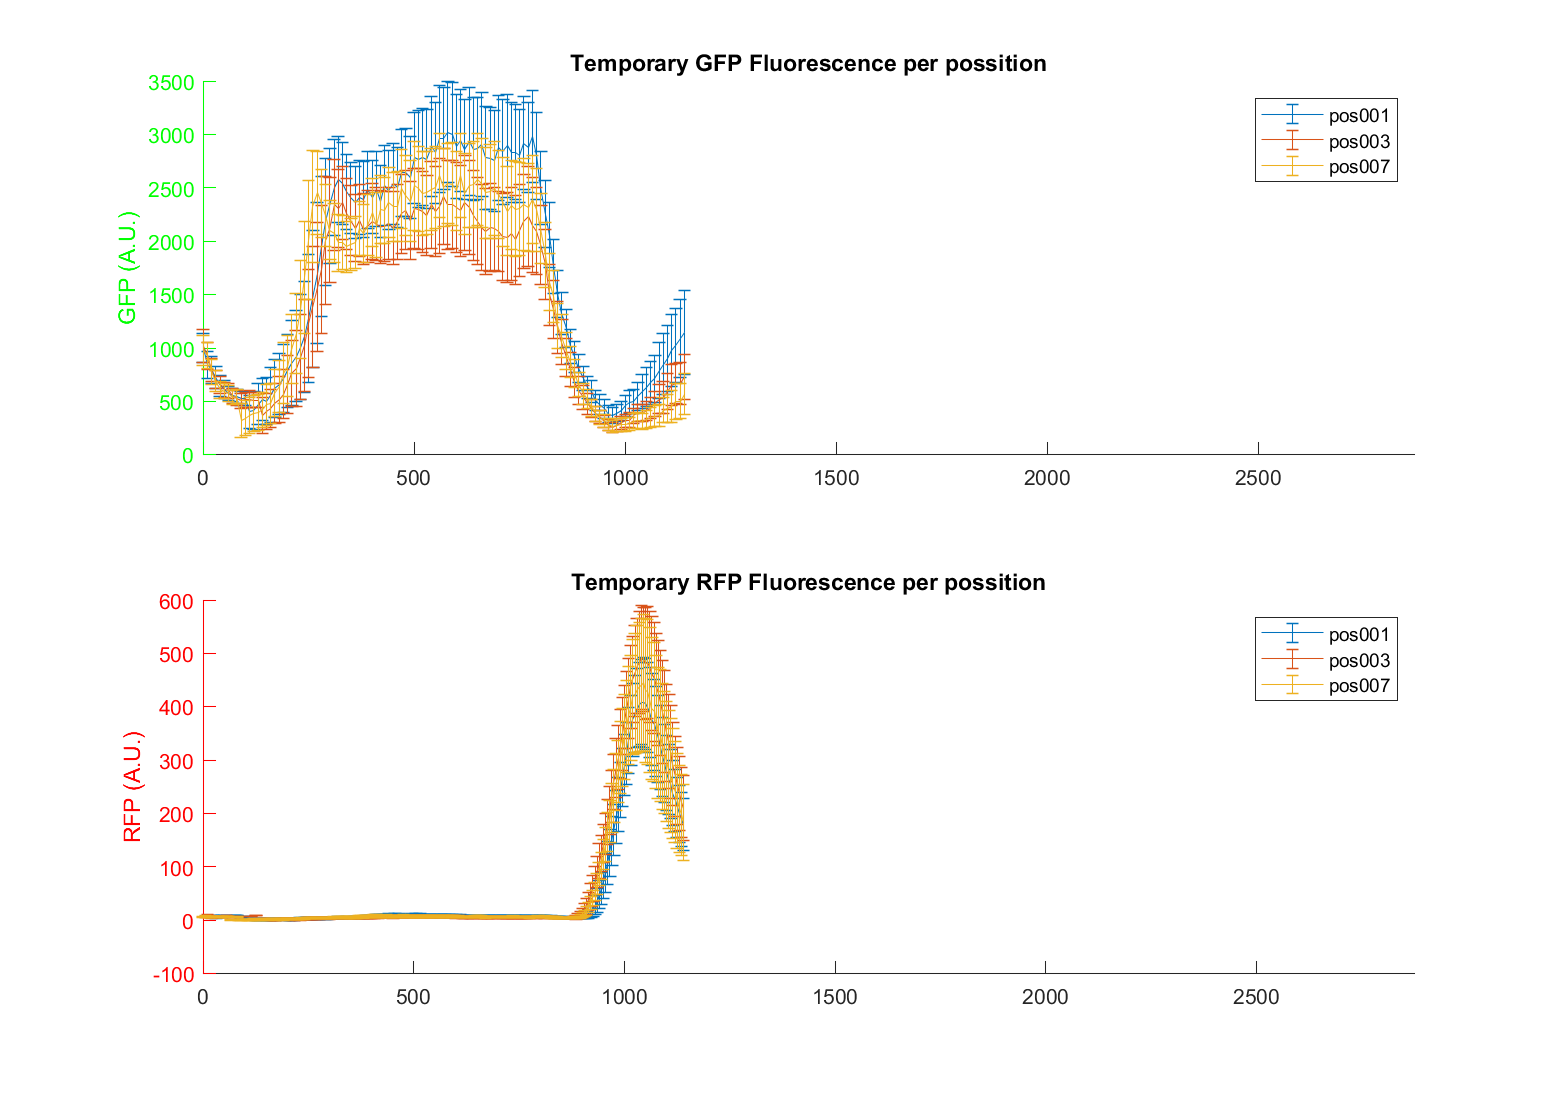 Temporary GFP Fluorescence per possition
3500
3000
2500
2000
1500
1000
500
0
GFP (A.U.)
0 500 1000 1500 2000 2500
pos001
pos003
pos007
Temporary RFP Fluorescence per possition
600
500
400
300
200
100
0
-100
RFP (A.U.)
0 500 1000 1500 2000 2500
pos001
pos003
pos007